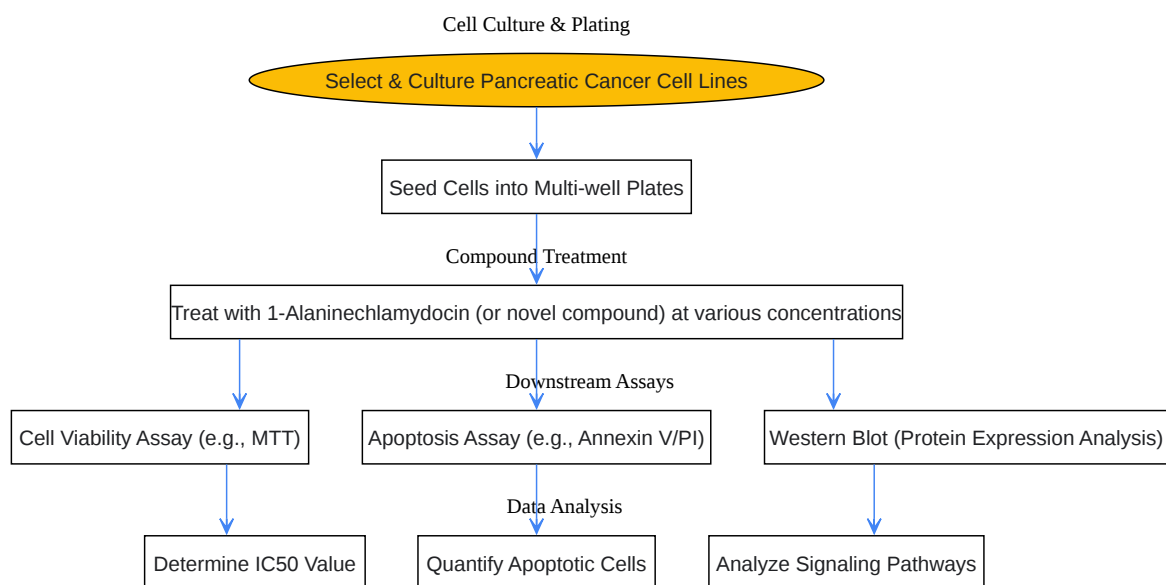 Cell Culture & Plating
Select & Culture Pancreatic Cancer Cell Lines
Seed Cells into Multi-well Plates
Compound Treatment
Treat with 1-Alaninechlamydocin (or novel compound) at various concentrations
Downstream Assays
Cell Viability Assay (e.g., MTT)
Apoptosis Assay (e.g., Annexin V/PI)
Western Blot (Protein Expression Analysis)
Data Analysis
Determine IC50 Value
Quantify Apoptotic Cells
Analyze Signaling Pathways